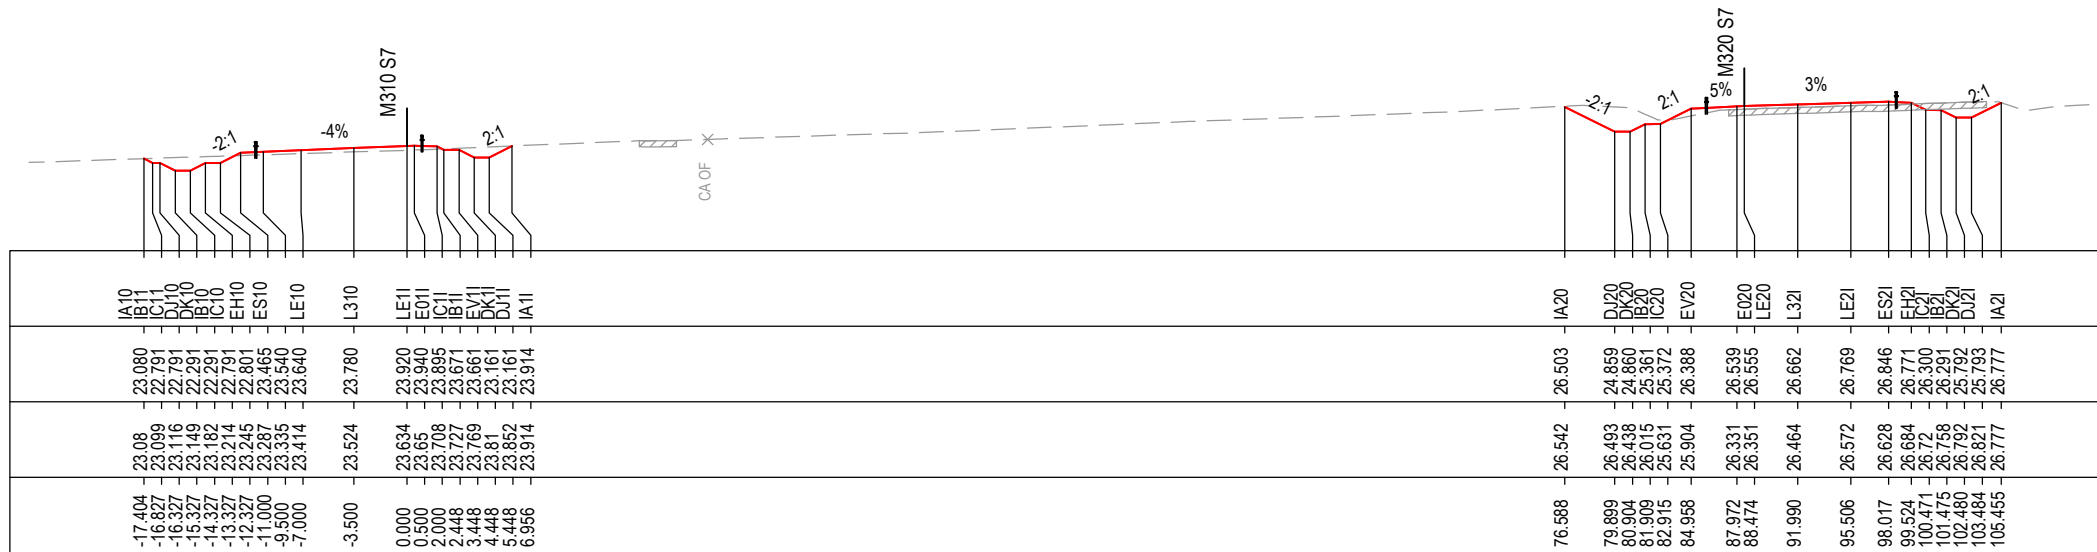 M310 S7
-2:1
-4%
2:1
CA OF
M320 S7
-2:1
2:1
5%
3%
2:1
IA10 IB11 IC11 DJ10 DK10 IB10 IC10 EH10 ES10 LE10 L310 LE1I E01I IC1I IB1I EV1I DK1I DJ1I IA1I IA20 DJ20 DK20 IB20 IC20 EV20 E020 LE20 L32I LE2I ES2I EH2I IC2I IB2I DK2I DJ2I IA2I
23.080 22.791 22.791 22.291 22.291 22.791 22.801 23.465 23.540 23.640 23.780 23.920 23.940 23.895 23.671 23.661 23.161 23.161 23.914 26.503 24.859 24.860 25.361 25.372 26.388 26.539 26.555 26.662 26.769 26.846 26.771 26.300 26.291 25.792 25.793 26.777
23.08 23.099 23.116 23.149 23.182 23.214 23.245 23.287 23.335 23.414 23.524 23.634 23.65 23.708 23.727 23.769 23.81 23.852 23.914 26.542 26.493 26.438 26.015 25.631 25.904 26.331 26.351 26.464 26.572 26.628 26.684 26.72 26.758 26.792 26.821 26.777
-17.404 -16.827 -16.327 -15.327 -14.327 -13.327 -12.327 -11.000 -9.500 -7.000 -3.500 0.000 0.500 2.000 2.448 3.448 4.448 5.448 6.956 76.588 79.899 80.904 81.909 82.915 84.958 87.972 88.474 91.990 95.506 98.017 99.524 100.471 101.475 102.480 103.484 105.455